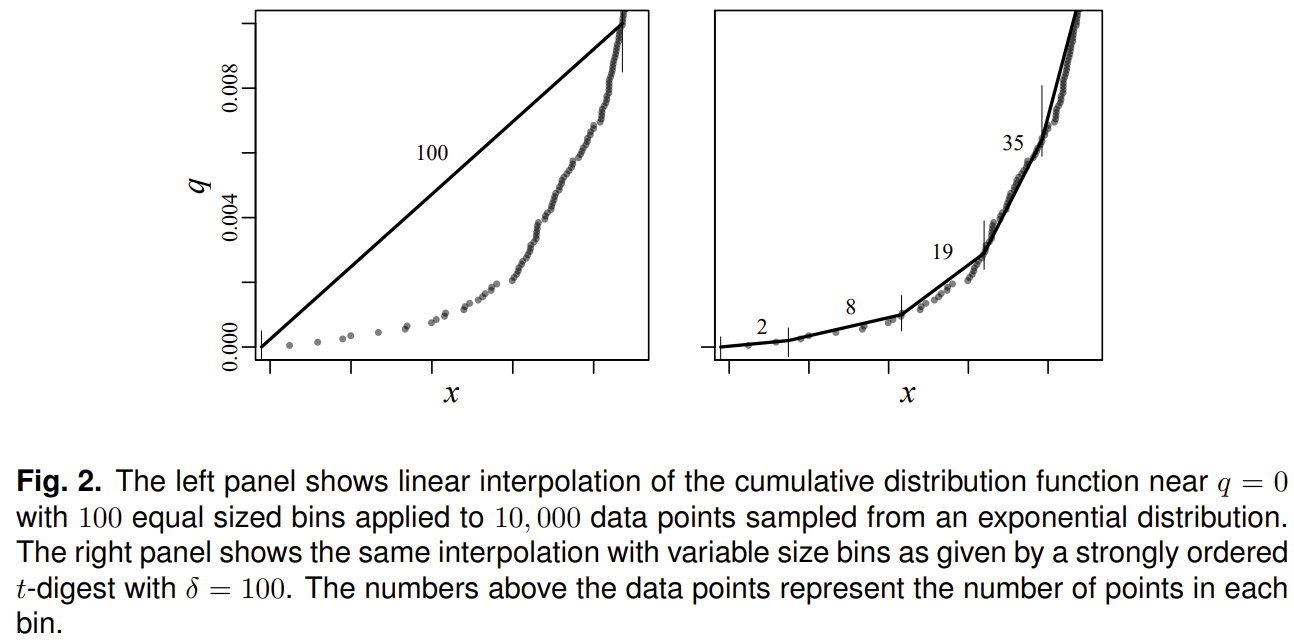 0.008
0.004
0.000
q
100
x
2
8
19
35
x
Fig. 2. The left panel shows linear interpolation of the cumulative distribution function near q = 0
with 100 equal sized bins applied to 10, 000 data points sampled from an exponential distribution.
The right panel shows the same interpolation with variable size bins as given by a strongly ordered
t-digest with δ = 100. The numbers above the data points represent the number of points in each
bin.